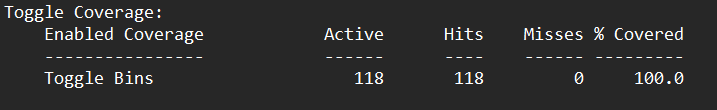 Toggle Coverage:
    Enabled Coverage            Active      Hits    Misses % Covered
    ----------------            ------      ----    ------ ---------
    Toggle Bins                    118       118         0     100.0